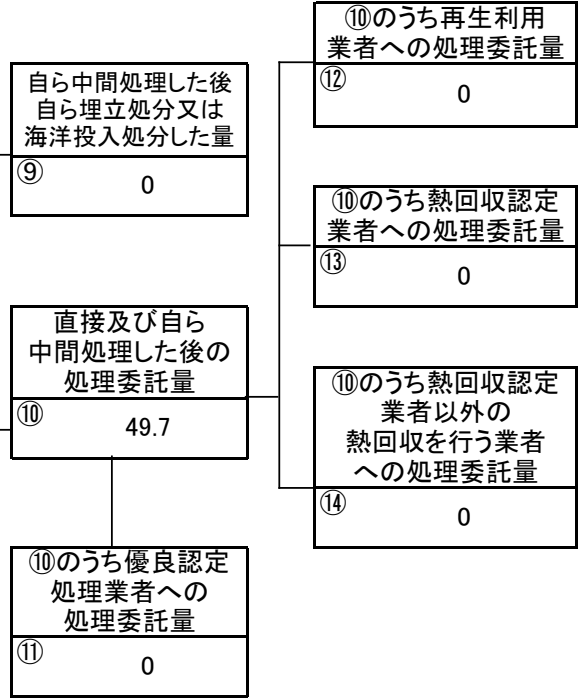 自ら中間処理した後
自ら埋立処分又は
海洋投入処分した量
⑨
0
直接及び自ら
中間処理した後の
処理委託量
⑩
49.7
⑩のうち優良認定
処理業者への
処理委託量
⑪
0
⑩のうち再生利用
業者への処理委託量
⑫
0
⑩のうち熱回収認定
業者への処理委託量
⑬
0
⑩のうち熱回収認定
業者以外の
熱回収を行う業者
への処理委託量
⑭
0